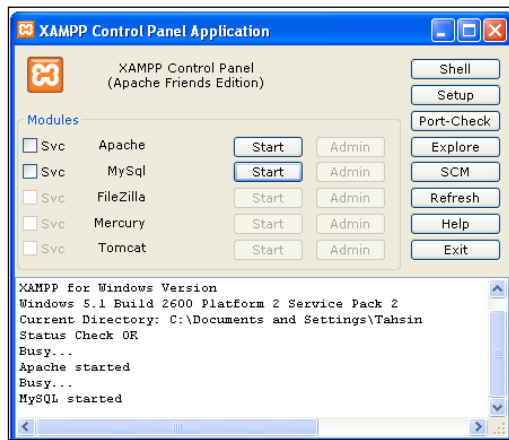 XAMPP Control Panel Application
XAMPP Control Panel
(Apache Friends Edition)
Shell
Setup
Modules
Port-Check
Svc Apache Start Admin Explore
Svc MySql Start Admin SCM
Svc FileZilla Start Admin Refresh
Svc Mercury Start Admin Help
Svc Tomcat Start Admin Exit
XAMPP for Windows Version
Windows 5.1 Build 2600 Platform 2 Service Pack 2
Current Directory: C:\Documents and Settings\Tahsin
Status Check OK
Busy...
Apache started
Busy...
MySQL started